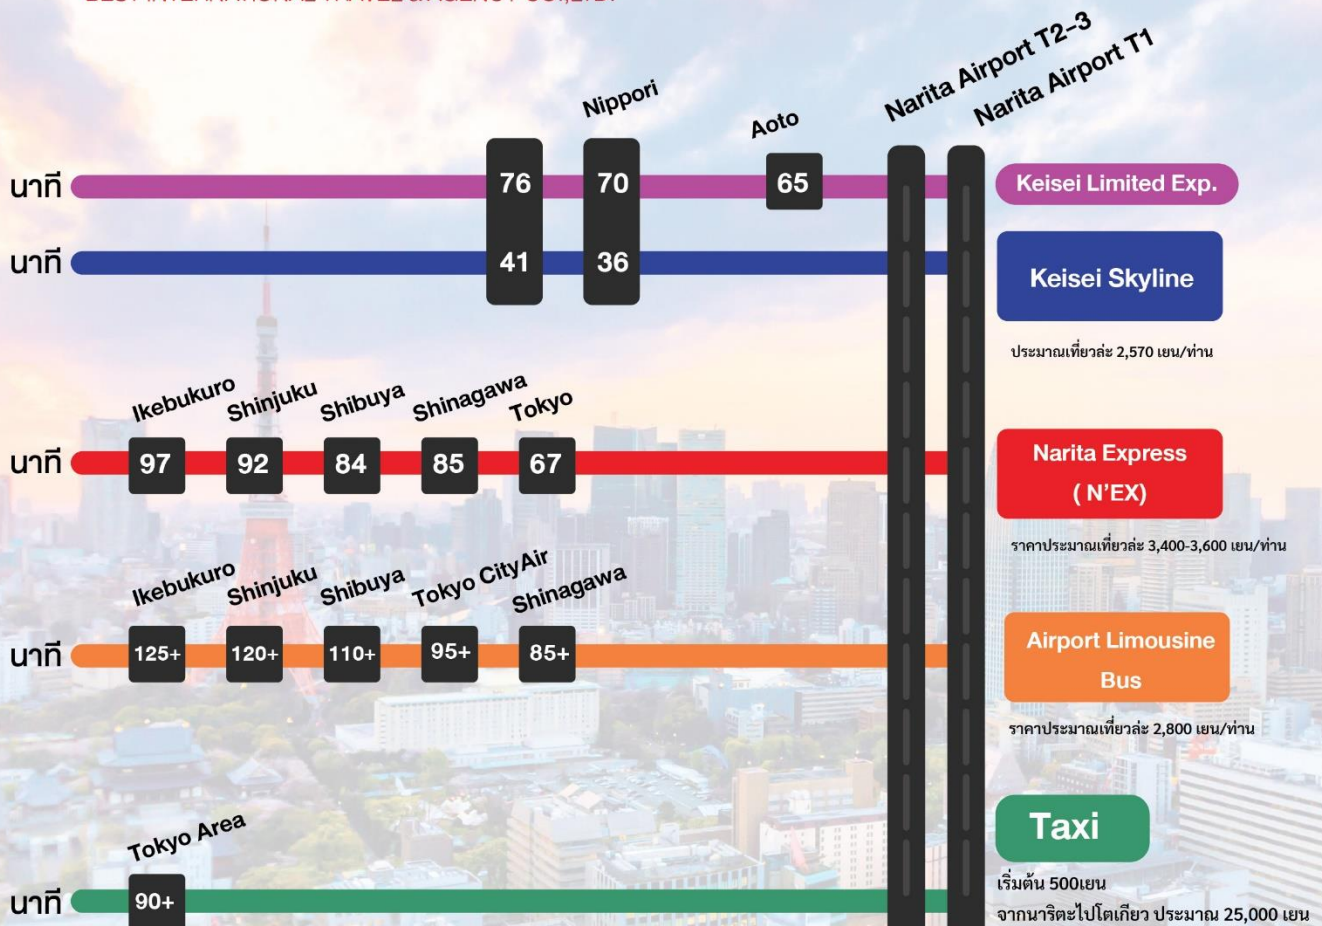 Narita Airport T2-3
Narita Airport T1
Nippori
Aoto
นาที
76
70
65
Keisei Limited Exp.
นาที
41
36
Keisei Skyline
ประมาณเที่ยวล่ะ 2,570 เยน/ท่าน
Ikebukuro
Shinjuku
Shibuya
Shinagawa
Tokyo
นาที
97
92
84
85
67
Narita Express
( N'EX)
ราคาประมาณเที่ยวล่ะ 3,400-3,600 เยน/ท่าน
Ikebukuro
Shinjuku
Shibuya
Tokyo CityAir
Shinagawa
นาที
125+
120+
110+
95+
85+
Airport Limousine
Bus
ราคาประมาณเที่ยวล่ะ 2,800 เยน/ท่าน
Tokyo Area
Taxi
เริ่มต้น 500เยน
นาที
90+
จากนาริตะไปโตเกียว ประมาณ 25,000 เยน